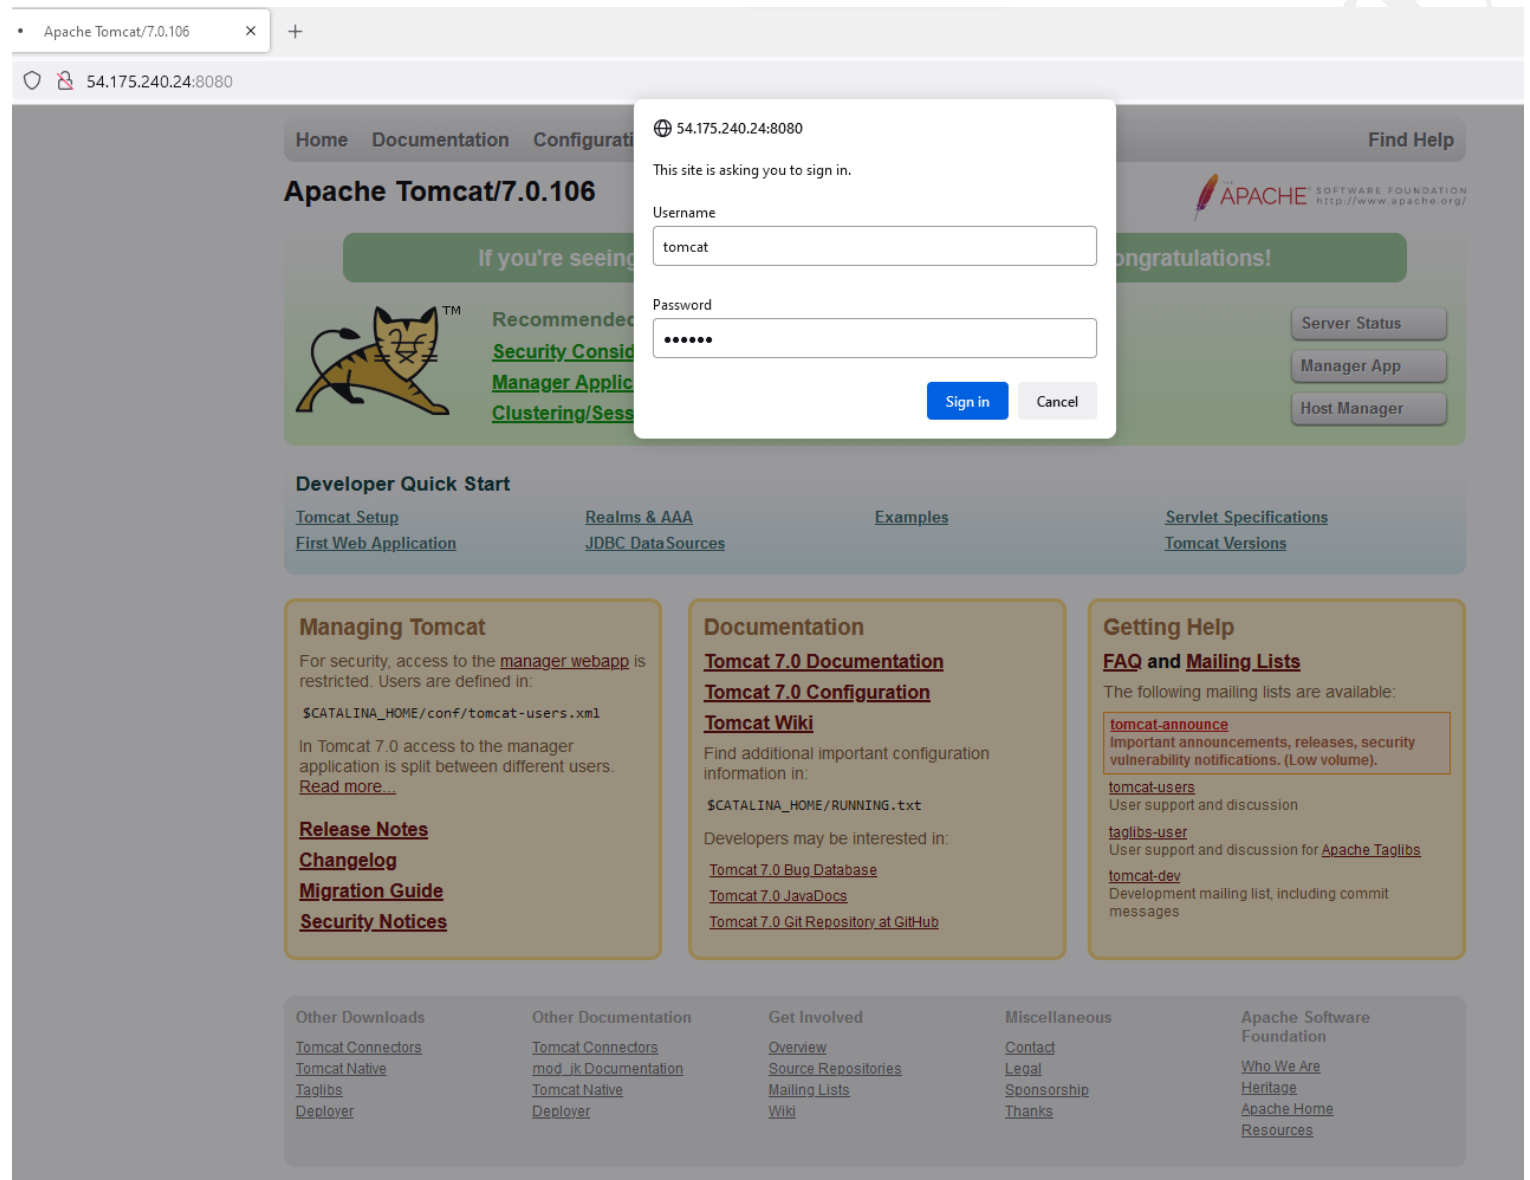 Apache Tomcat/7.0.106
54.175.240.24:8080
54.175.240.24:8080
This site is asking you to sign in.
Username
tomcat
Password
••••••
Sign in Cancel
Home Documentation Configurati Find Help
Apache Tomcat/7.0.106
THE APACHE SOFTWARE FOUNDATION
http://www.apache.org/
If you're seeing ongratulations!
TM
Recommended
Security Consid
Manager Applic
Clustering/Sess
Server Status
Manager App
Host Manager
Developer Quick Start
Tomcat Setup
First Web Application
Realms & AAA
JDBC DataSources
Examples
Servlet Specifications
Tomcat Versions
Managing Tomcat
For security, access to the manager webapp is
restricted. Users are defined in:
$CATALINA_HOME/conf/tomcat-users.xml
In Tomcat 7.0 access to the manager
application is split between different users.
Read more...
Release Notes
Changelog
Migration Guide
Security Notices
Documentation
Tomcat 7.0 Documentation
Tomcat 7.0 Configuration
Tomcat Wiki
Find additional important configuration
information in:
$CATALINA_HOME/RUNNING.txt
Developers may be interested in:
Tomcat 7.0 Bug Database
Tomcat 7.0 JavaDocs
Tomcat 7.0 Git Repository at GitHub
Getting Help
FAQ and Mailing Lists
The following mailing lists are available:
tomcat-announce
Important announcements, releases, security
vulnerability notifications. (Low volume).
tomcat-users
User support and discussion
taglibs-user
User support and discussion for Apache Taglibs
tomcat-dev
Development mailing list, including commit
messages
Other Downloads
Tomcat Connectors
Tomcat Native
Taglibs
Deployer
Other Documentation
Tomcat Connectors
mod_jk Documentation
Tomcat Native
Deployer
Get Involved
Overview
Source Repositories
Mailing Lists
Wiki
Miscellaneous
Contact
Legal
Sponsorship
Thanks
Apache Software
Foundation
Who We Are
Heritage
Apache Home
Resources